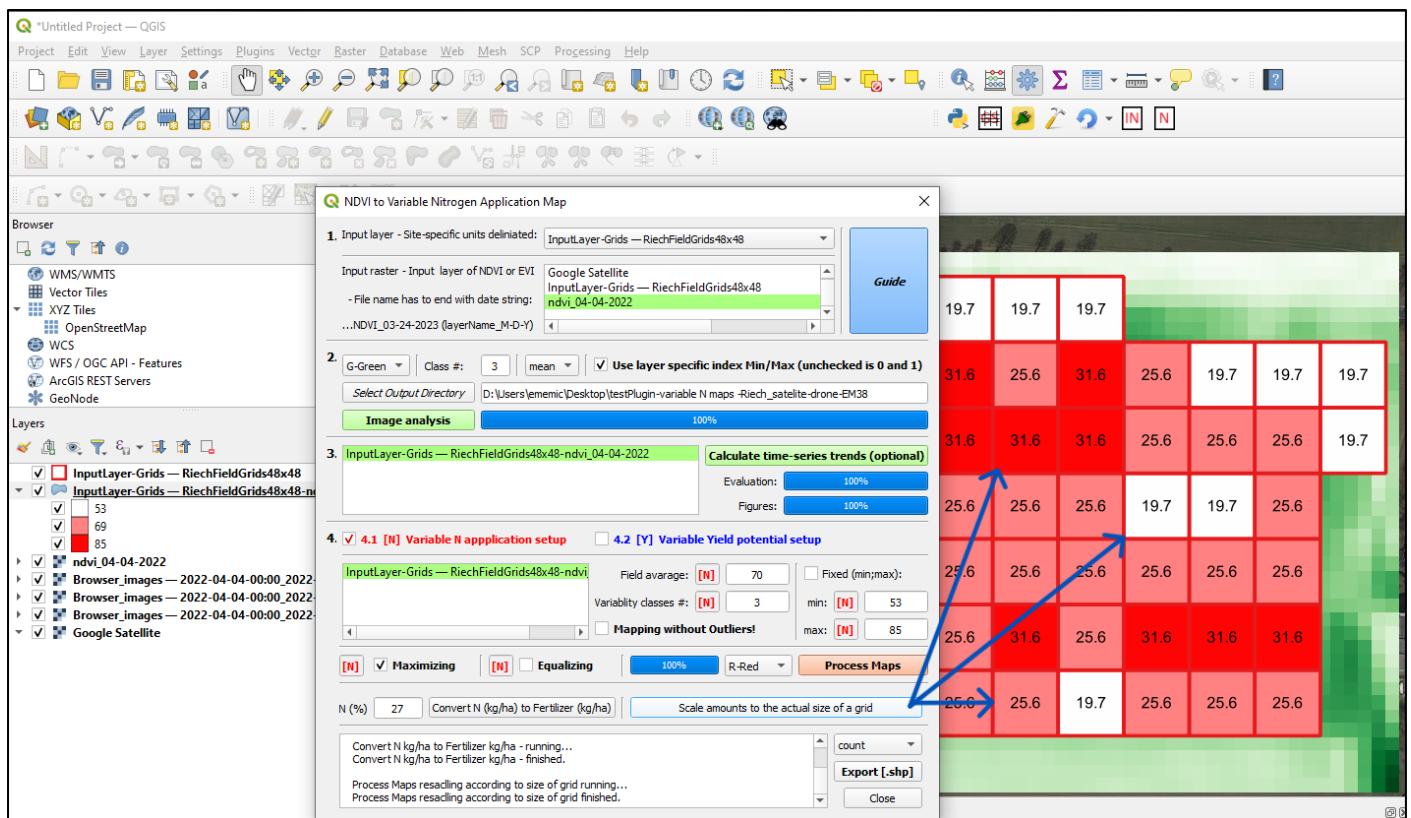 *Untitled Project — QGIS
Project Edit View Layer Settings Plugins Vector Raster Database Web Mesh SCP Processing Help
IN N
Browser
WMS/WMTS
Vector Tiles
XYZ Tiles
OpenStreetMap
WCS
WFS / OGC API - Features
ArcGIS REST Servers
GeoNode
Layers
InputLayer-Grids — RiechFieldGrids48x48
InputLayer-Grids — RiechFieldGrids48x48-n
53
69
85
ndvi_04-04-2022
Browser_images — 2022-04-04-00:00_2022-
Browser_images — 2022-04-04-00:00_2022-
Browser_images — 2022-04-04-00:00_2022-
Google Satellite
NDVI to Variable Nitrogen Application Map
1. Input layer - Site-specific units deliniated: InputLayer-Grids — RiechFieldGrids48x48
Input raster - Input layer of NDVI or EVI
- File name has to end with date string:
...NDVI_03-24-2023 (layerName_M-D-Y)
Google Satellite
InputLayer-Grids — RiechFieldGrids48x48
ndvi_04-04-2022
Guide
2. G-Green Class #: 3 mean Use layer specific index Min/Max (unchecked is 0 and 1)
Select Output Directory D:\Users\ememic\Desktop\testPlugin-variable N maps -Riech_satelite-drone-EM38
Image analysis 100%
3. InputLayer-Grids — RiechFieldGrids48x48-ndvi_04-04-2022 Calculate time-series trends (optional)
Evaluation: 100%
Figures: 100%
4. 4.1 [N] Variable N appplication setup 4.2 [Y] Variable Yield potential setup
InputLayer-Grids — RiechFieldGrids48x48-ndvi
Field avarage: [N] 70 Fixed (min;max):
Variablity classes #: [N] 3 min: [N] 53
Mapping without Outliers! max: [N] 85
[N] Maximizing [N] Equalizing 100% R-Red Process Maps
N (%) 27 Convert N (kg/ha) to Fertilizer (kg/ha) Scale amounts to the actual size of a grid
Convert N kg/ha to Fertilizer kg/ha - running...
Convert N kg/ha to Fertilizer kg/ha - finished.
Process Maps resadling according to size of grid running...
Process Maps resadling according to size of grid finished.
count
Export [.shp]
Close
19.7 19.7 19.7
31.6 25.6 31.6 25.6 19.7 19.7 19.7
31.6 31.6 31.6 25.6 25.6 25.6 19.7
25.6 25.6 25.6 19.7 19.7 25.6
25.6 25.6 25.6 25.6 25.6 25.6
25.6 31.6 25.6 31.6 31.6 31.6
25.6 25.6 19.7 25.6 25.6 25.6